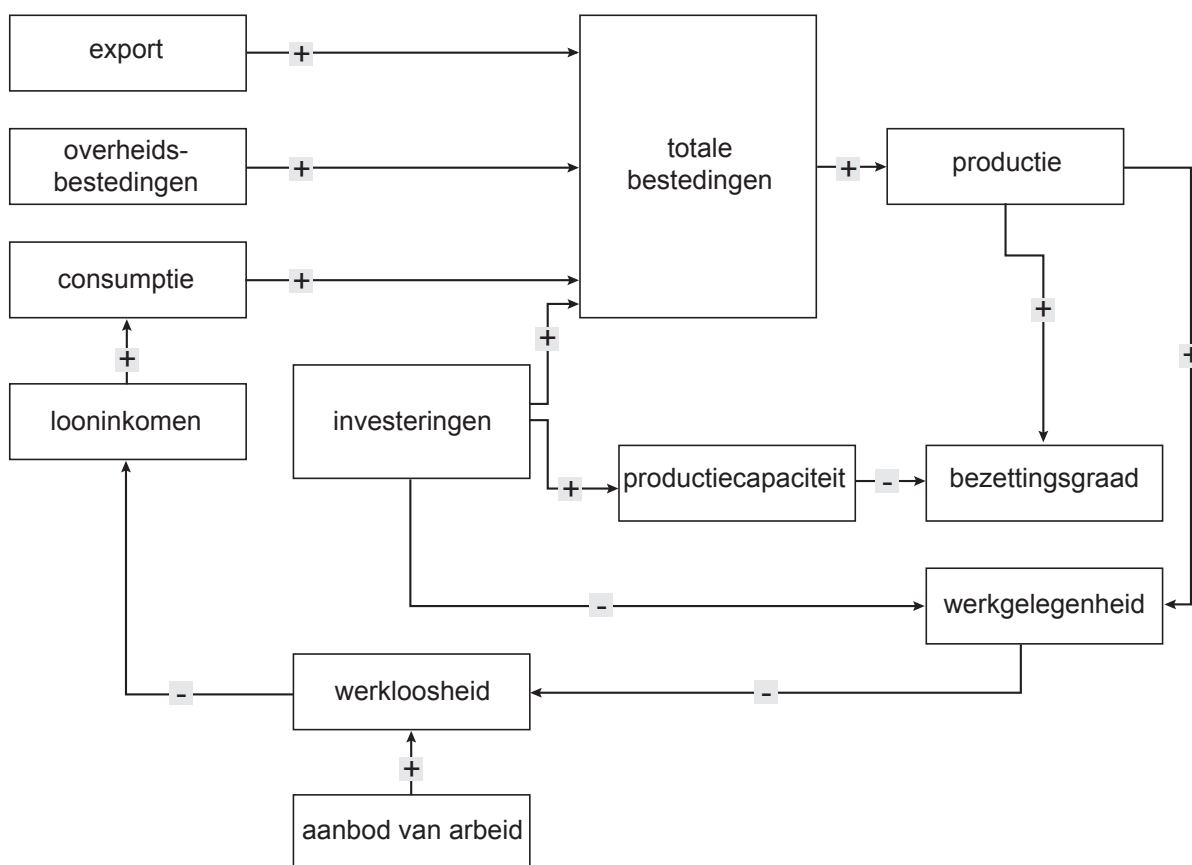 export
+
totale
bestedingen
overheids-
bestedingen
+
+
productie
+
consumptie
+
+
+
+
looninkomen
investeringen
+
productiecapaciteit
-
bezettingsgraad
-
werkgelegenheid
-
werkloosheid
-
+
aanbod van arbeid